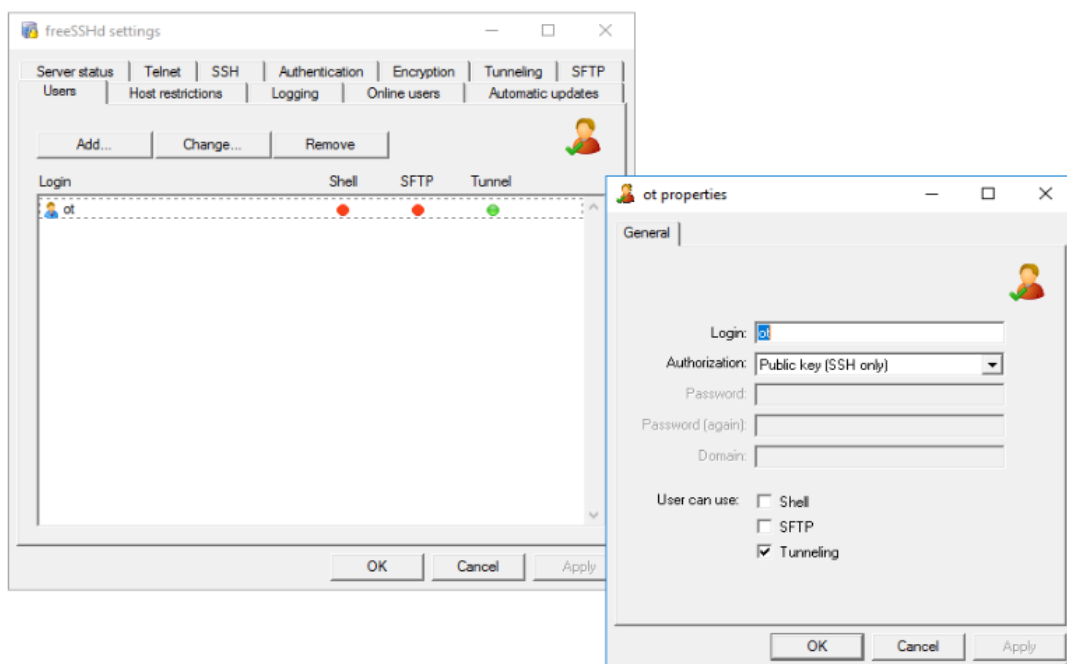 freeSSHd settings
Server status Telnet SSH Authentication Encryption Tunneling SFTP
Users Host restrictions Logging Online users Automatic updates
Add... Change... Remove
Login Shell SFTP Tunnel
ot
OK Cancel Apply
ot properties
General
Login: ot
Authorization: Public key (SSH only)
Password:
Password (again):
Domain:
User can use: Shell
SFTP
Tunneling
OK Cancel Apply